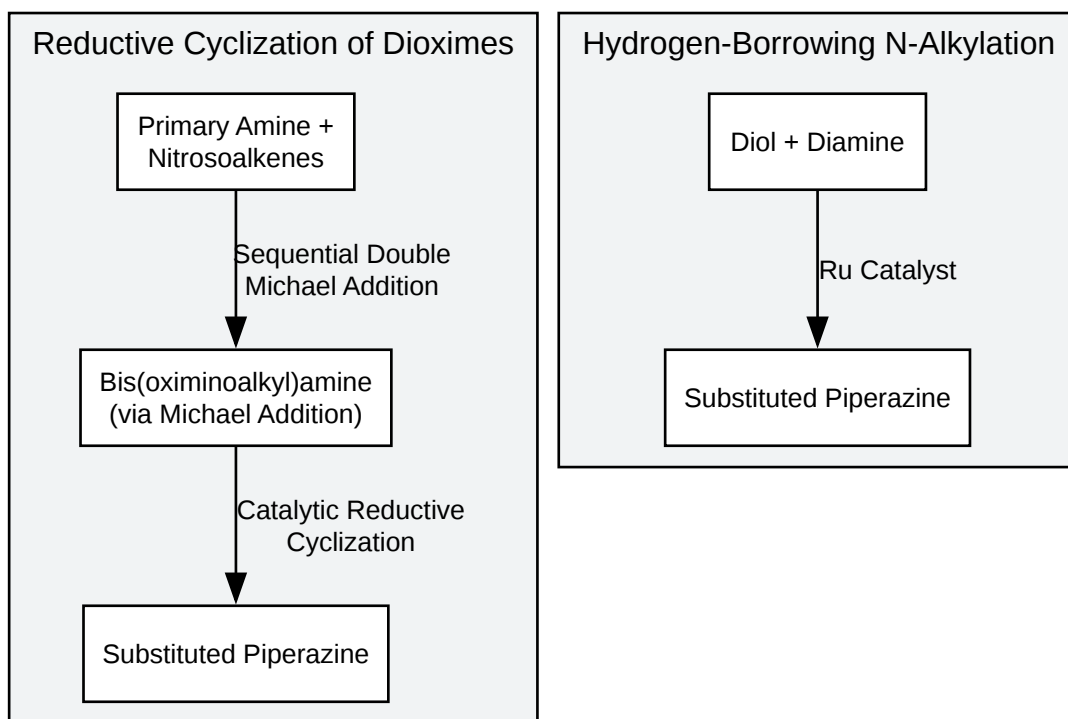 Reductive Cyclization of Dioximes
Primary Amine +
Nitrosoalkenes
Sequential Double
Michael Addition
Bis(oximinoalkyl)amine
(via Michael Addition)
Catalytic Reductive
Cyclization
Substituted Piperazine
Hydrogen-Borrowing N-Alkylation
Diol + Diamine
Ru Catalyst
Substituted Piperazine